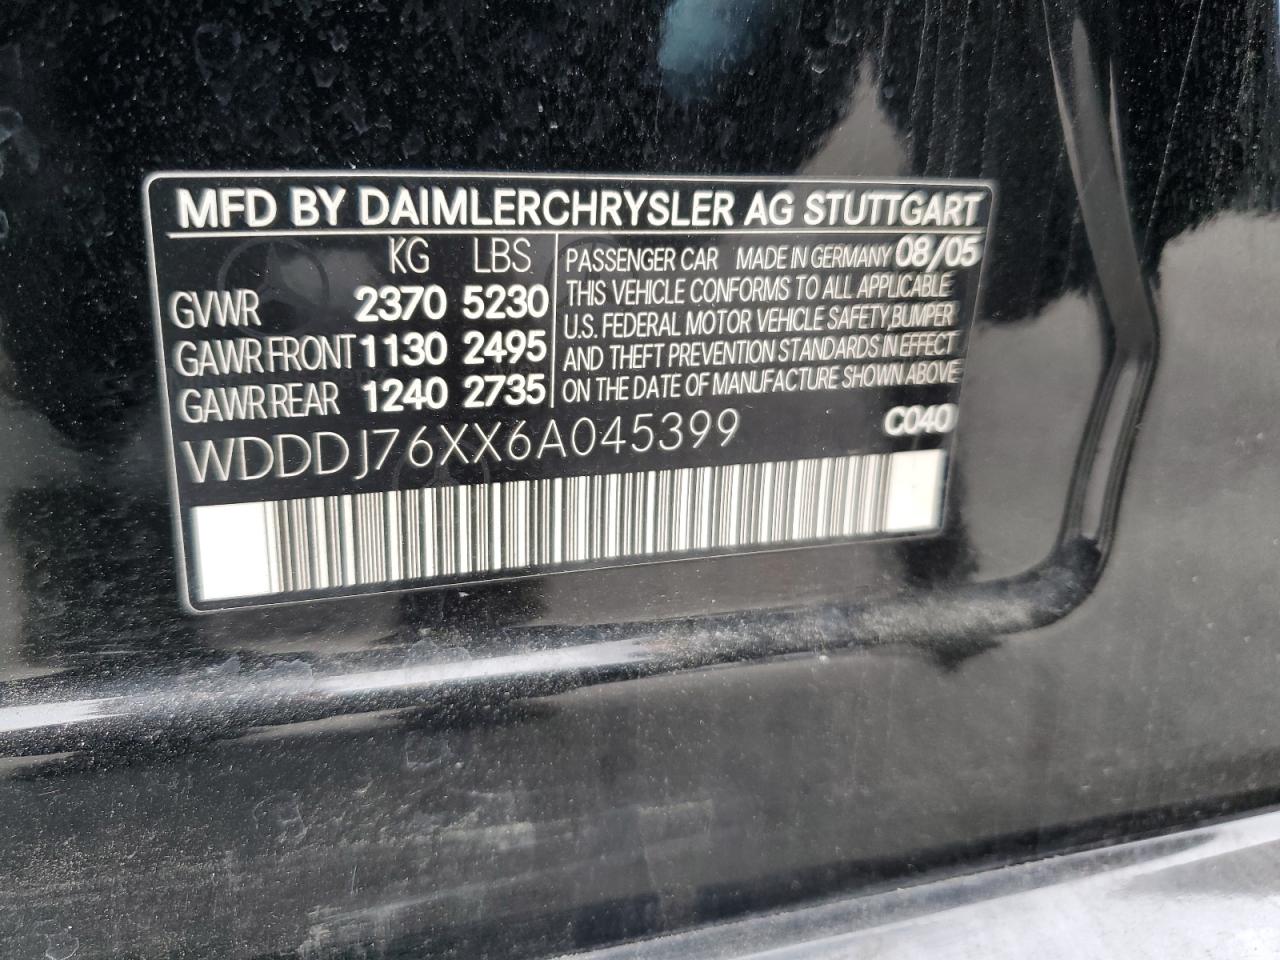 MFD BY DAIMLERCHRYSLER AG STUTTGART
KG LBS
GVWR 2370 5230
GAWR FRONT 1130 2495
GAWR REAR 1240 2735
PASSENGER CAR MADE IN GERMANY 08/05
THIS VEHICLE CONFORMS TO ALL APPLICABLE
U.S. FEDERAL MOTOR VEHICLE SAFETY, BUMPER
AND THEFT PREVENTION STANDARDS IN EFFECT
ON THE DATE OF MANUFACTURE SHOWN ABOVE
WDDDJ76XX6A045399 C040